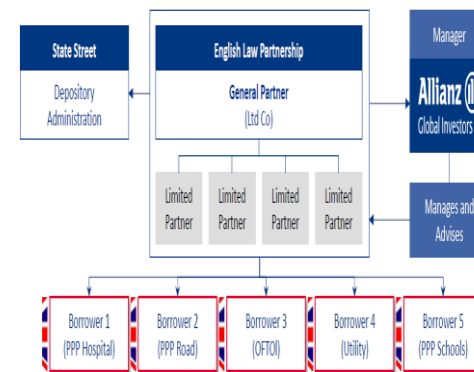 State Street
Depository
Administration
English Law Partnership
General Partner
(Ltd Co)
Limited
Partner
Limited
Partner
Limited
Partner
Limited
Partner
Manager
Allianz
Global Investors
Manages and
Advises
Borrower 1
(PPP Hospital)
Borrower 2
(PPP Road)
Borrower 3
(OFTOI)
Borrower 4
(Utility)
Borrower 5
(PPP Schools)